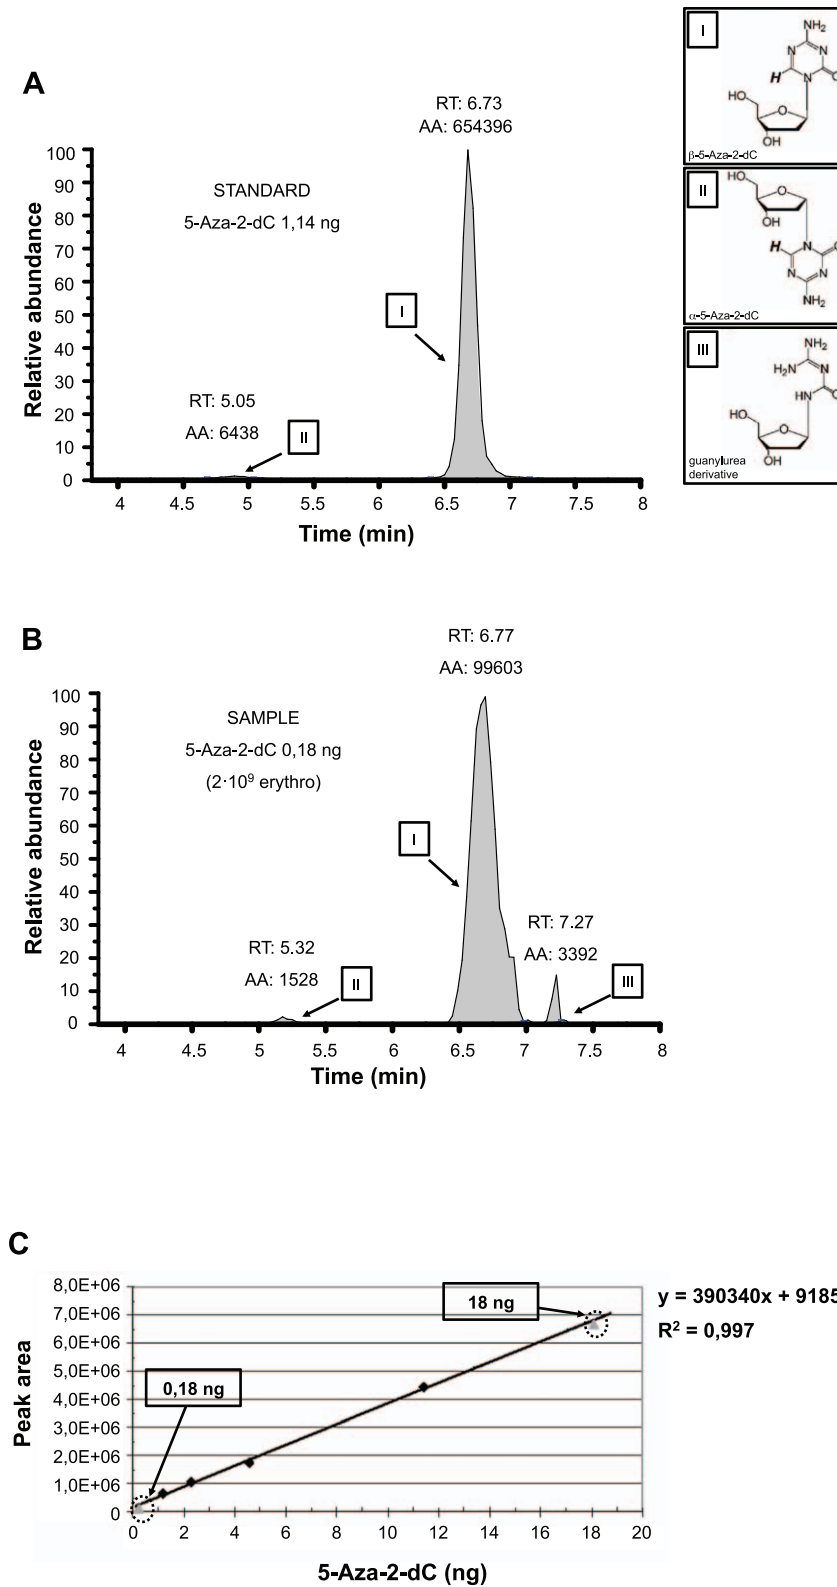 A
RT: 6.73
AA: 654396
STANDARD
5-Aza-2-dC 1,14 ng
I
RT: 5.05
AA: 6438
II
Relative abundance
100
90
80
70
60
50
40
30
20
10
0
4 4.5 5 5.5 6 6.5 7 7.5 8
Time (min)
I
NH2
N N
H N O
HO O
OH
β-5-Aza-2-dC
II
HO O
OH
H N O
N N
NH2
α-5-Aza-2-dC
III
NH2
H2N N
HN O
HO O
OH
guanylurea
derivative
B
RT: 6.77
AA: 99603
SAMPLE
5-Aza-2-dC 0,18 ng
(2·10⁹ erythro)
I
RT: 5.32
AA: 1528
II
RT: 7.27
AA: 3392
III
Relative abundance
100
90
80
70
60
50
40
30
20
10
0
4 4.5 5 5.5 6 6.5 7 7.5 8
Time (min)
C
8,0E+06
7,0E+06
6,0E+06
5,0E+06
4,0E+06
3,0E+06
2,0E+06
1,0E+06
0
Peak area
18 ng
0,18 ng
y = 390340x + 9185
R² = 0,997
0 2 4 6 8 10 12 14 16 18 20
5-Aza-2-dC (ng)